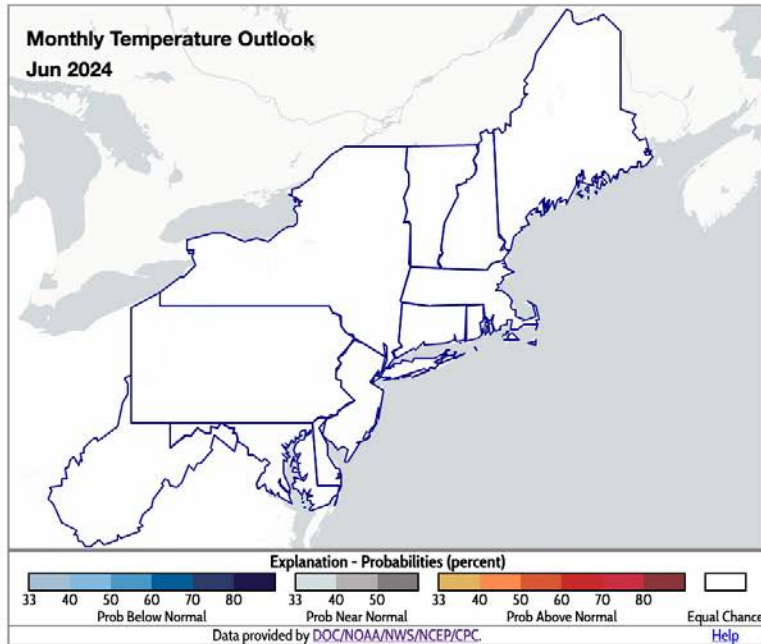 Monthly Temperature Outlook
Jun 2024
Explanation - Probabilities (percent)
33 40 50 60 70 80 33 40 50 33 40 50 60 70 80
Prob Below Normal Prob Near Normal Prob Above Normal Equal Chance
Data provided by DOC/NOAA/NWS/NCEP/CPC. Help